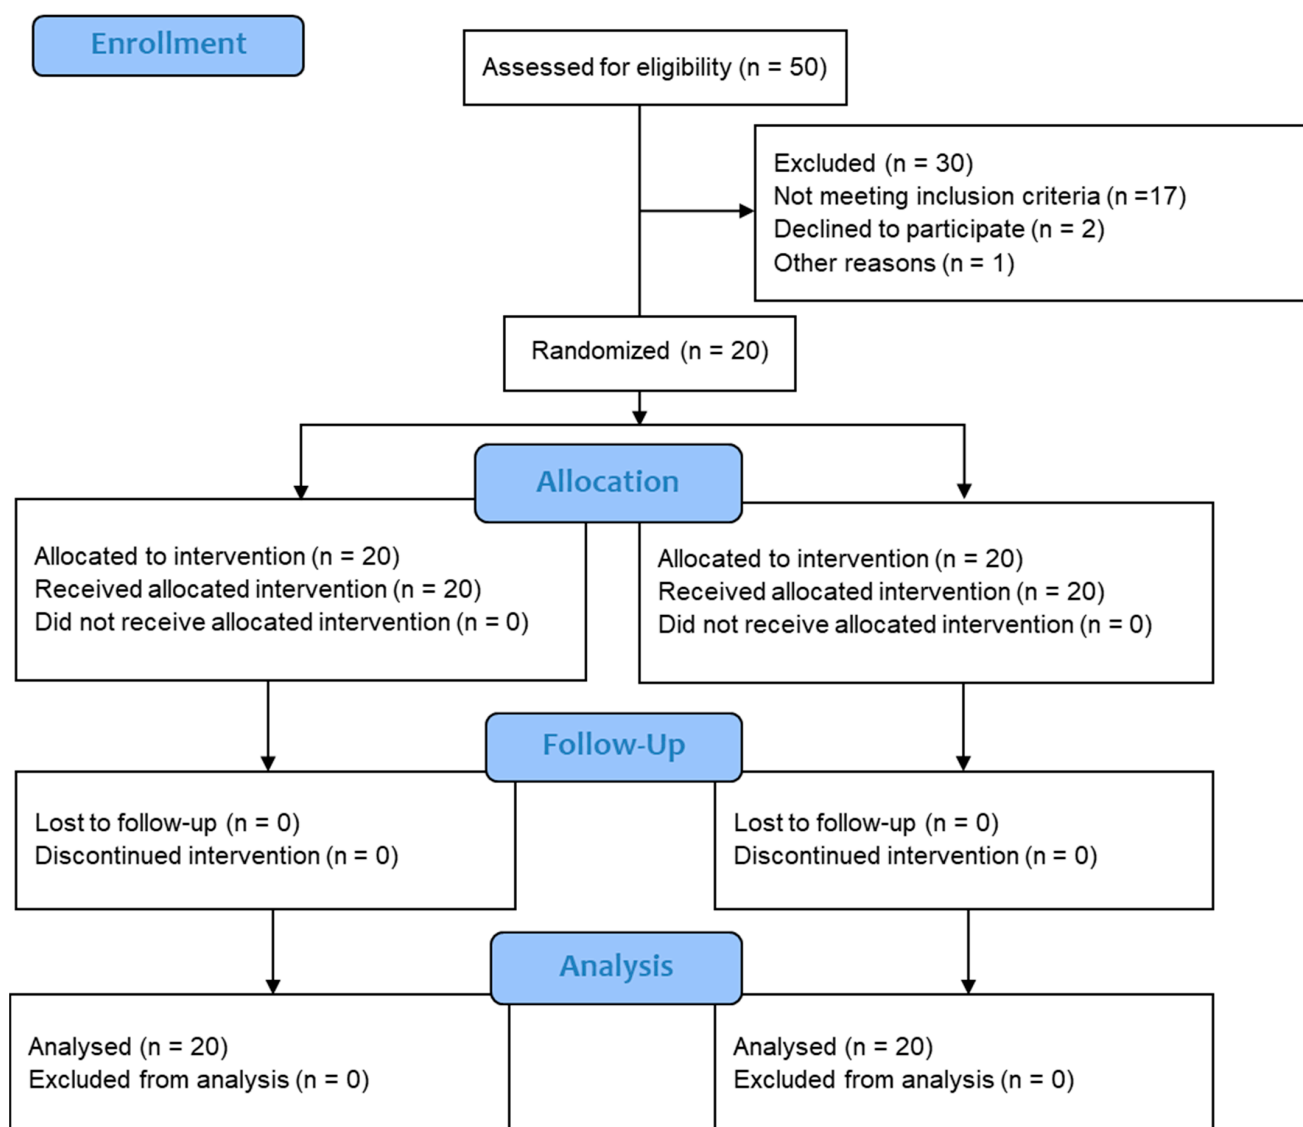 Enrollment
Assessed for eligibility (n = 50)
Excluded (n = 30)
Not meeting inclusion criteria (n =17)
Declined to participate (n = 2)
Other reasons (n = 1)
Randomized (n = 20)
Allocation
Allocated to intervention (n = 20)
Received allocated intervention (n = 20)
Did not receive allocated intervention (n = 0)
Allocated to intervention (n = 20)
Received allocated intervention (n = 20)
Did not receive allocated intervention (n = 0)
Follow-Up
Lost to follow-up (n = 0)
Discontinued intervention (n = 0)
Lost to follow-up (n = 0)
Discontinued intervention (n = 0)
Analysis
Analysed (n = 20)
Excluded from analysis (n = 0)
Analysed (n = 20)
Excluded from analysis (n = 0)